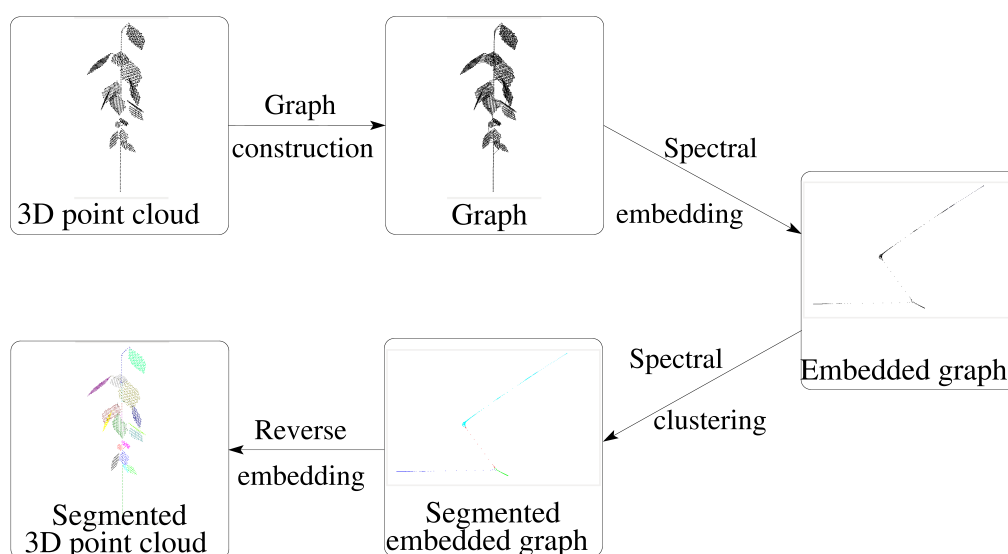 Graph
construction
3D point cloud
Graph
Spectral
embedding
Embedded graph
Spectral
clustering
Segmented
embedded graph
Reverse
embedding
Segmented
3D point cloud